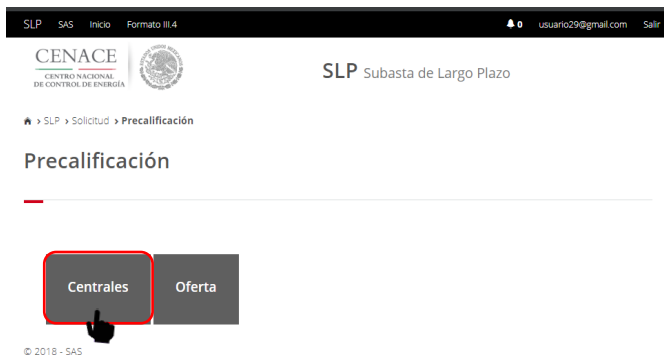 SLP SAS Inicio Formato III.4 0 usuario29@gmail.com Salir
CENACE
CENTRO NACIONAL
DE CONTROL DE ENERGÍA
SLP Subasta de Largo Plazo
> SLP > Solicitud > Precalificación
Precalificación
Centrales Oferta
© 2018 - SAS